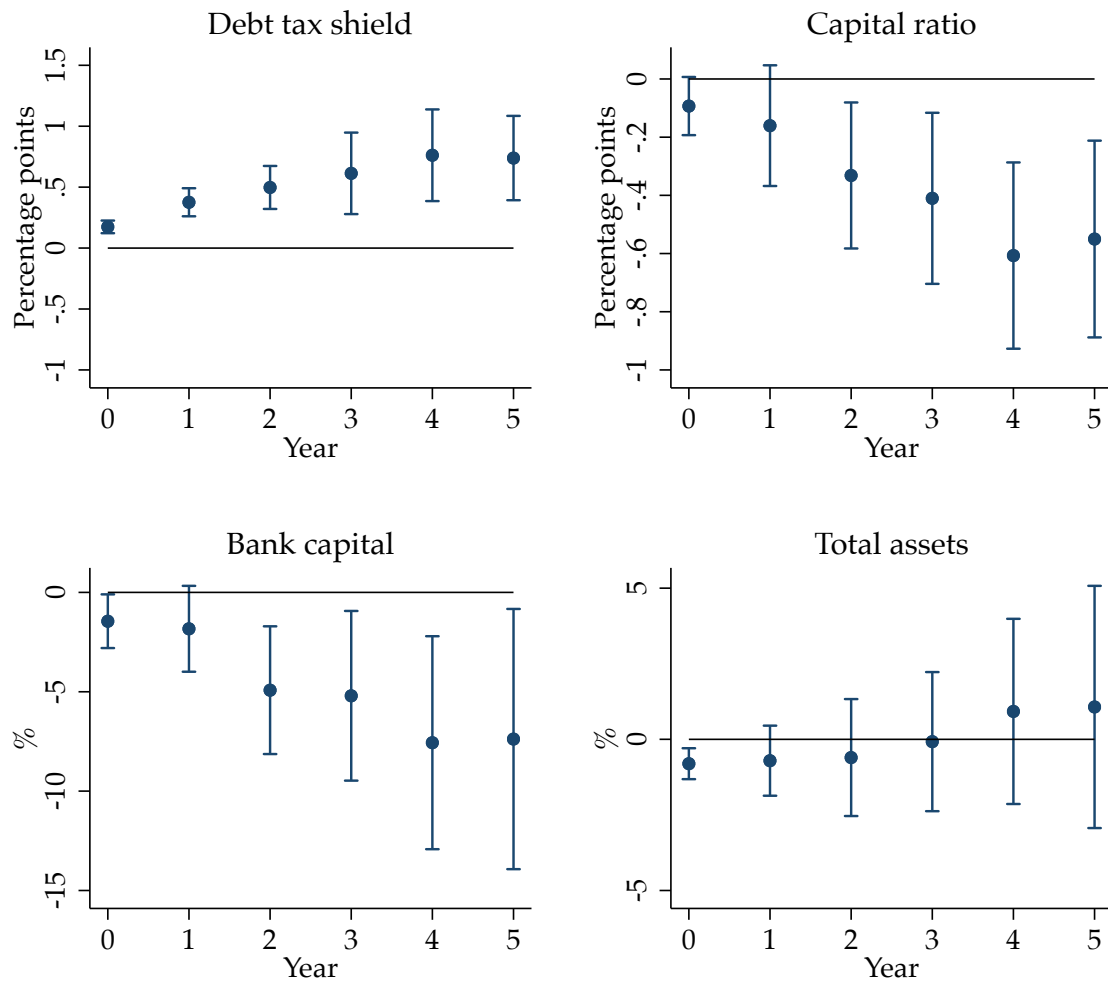 Debt tax shield
Percentage points
1.5
1
.5
0
-.5
-1
0 1 2 3 4 5
Year
Capital ratio
Percentage points
0
-.2
-.4
-.6
-.8
-1
0 1 2 3 4 5
Year
Bank capital
%
0
-5
-10
-15
0 1 2 3 4 5
Year
Total assets
%
5
0
-5
0 1 2 3 4 5
Year